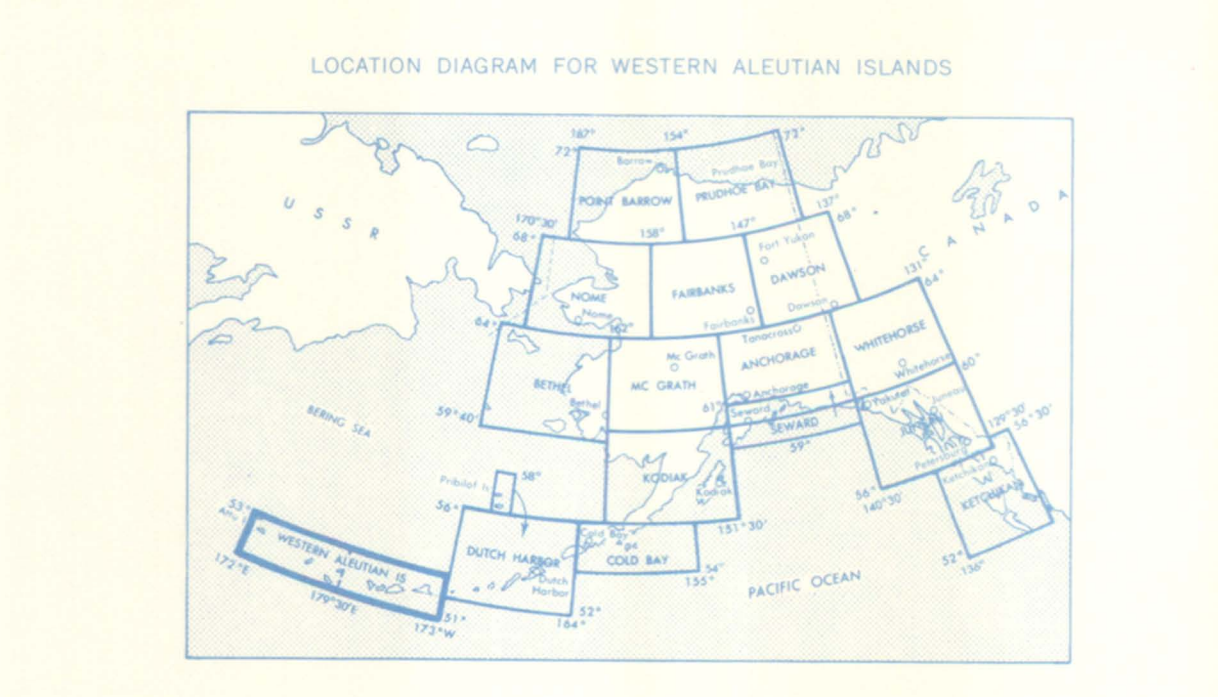 LOCATION DIAGRAM FOR WESTERN ALEUTIAN ISLANDS
167°
154°
72°
72°
Barrow
Prudhoe Bay
POINT BARROW
PRUDHOE BAY
U S S R
C A N A D A
170°30'
68°
158°
147°
137°
68°
Fort Yukon
DAWSON
NOME
Nome
FAIRBANKS
Fairbanks
Dawson
131°
64°
64°
162°
Tanacross
Mc Grath
ANCHORAGE
WHITEHORSE
Whitehorse
60°
BETHEL
Bethel
MC GRATH
61°
Anchorage
Seward
Yakutat
Juneau
JUNEAU
59°40'
BERING SEA
SEWARD
59°
129°30'
56°30'
Petersburg
Pribilof Is
58°
KODIAK
Kodiak
Ketchikan
KETCHIKAN
56°
140°30'
53°
Attu I
56°
151°30'
WESTERN ALEUTIAN IS
DUTCH HARBOR
Cold Bay
COLD BAY
54°
155°
52°
136°
172°E
Dutch
Harbor
PACIFIC OCEAN
179°30'E
51°
173°W
52°
164°